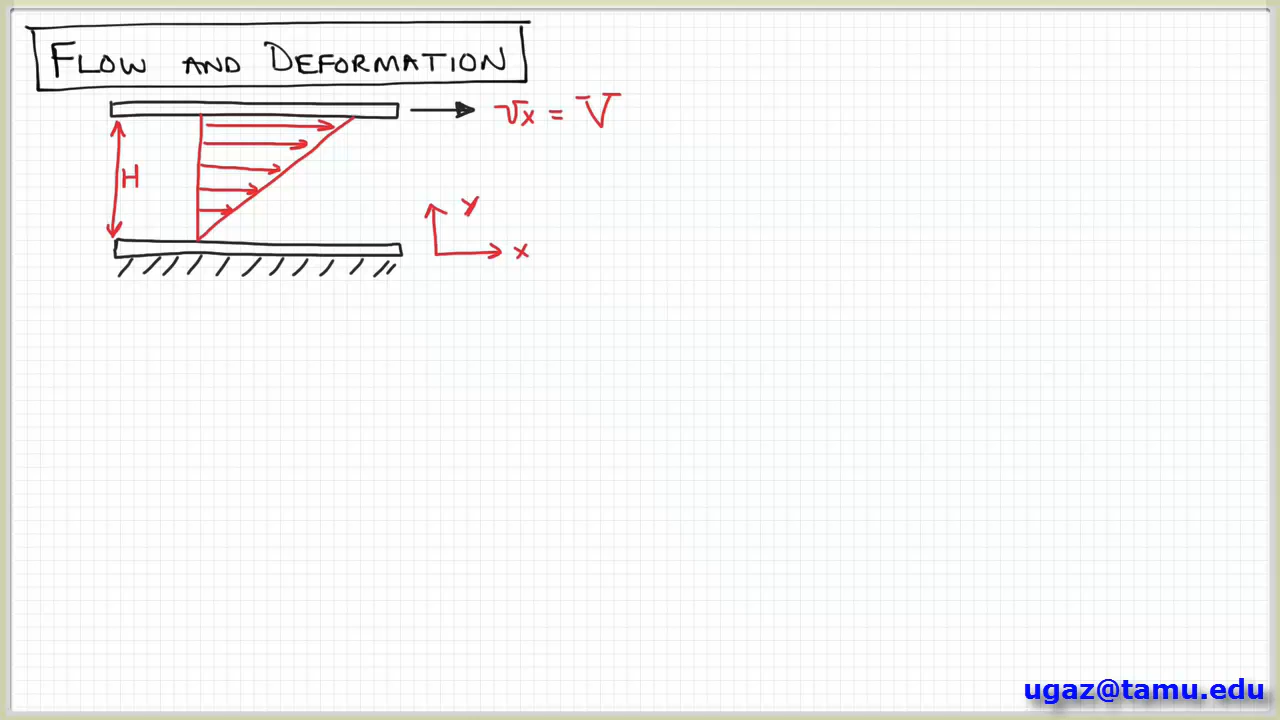 FLOW AND DEFORMATION
vx = V
H
y
x
ugaz@tamu.edu